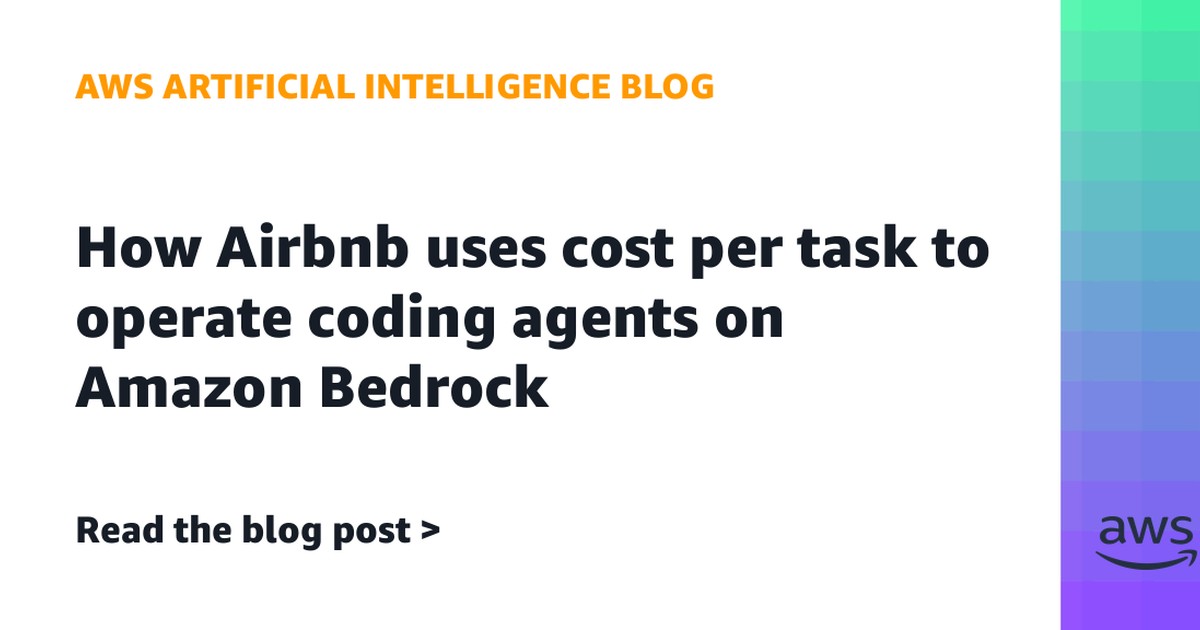 AWS ARTIFICIAL INTELLIGENCE BLOG
How Airbnb uses cost per task to
operate coding agents on
Amazon Bedrock
Read the blog post >
aws